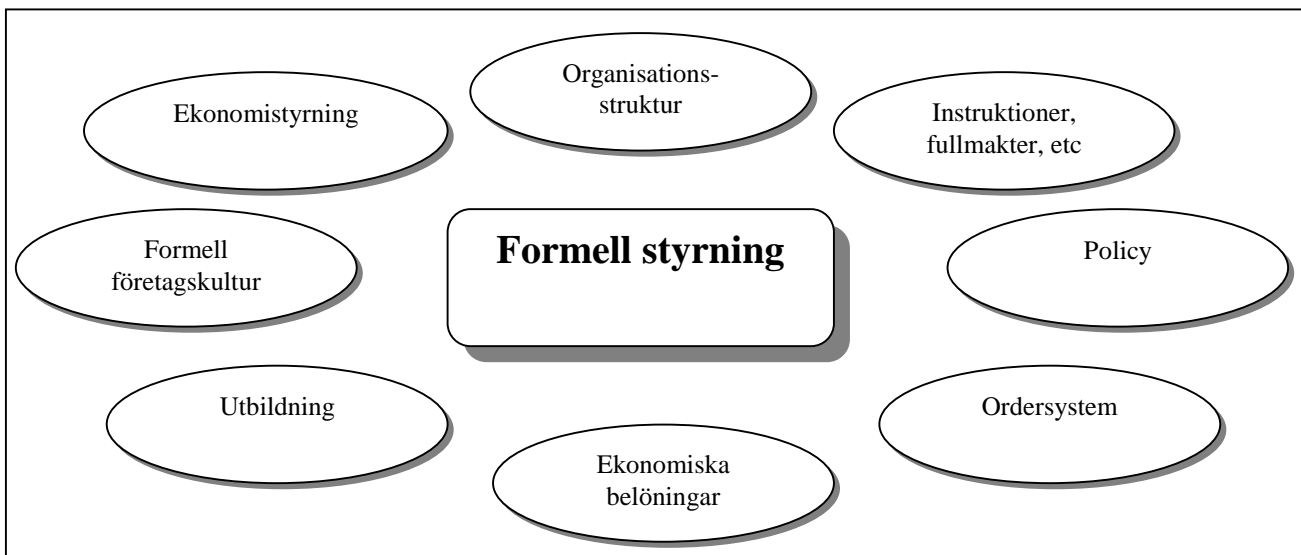 Organisations-
struktur
Ekonomistyrning
Instruktioner,
fullmakter, etc
Formell
företagskultur
Formell styrning
Policy
Utbildning
Ordersystem
Ekonomiska
belöningar